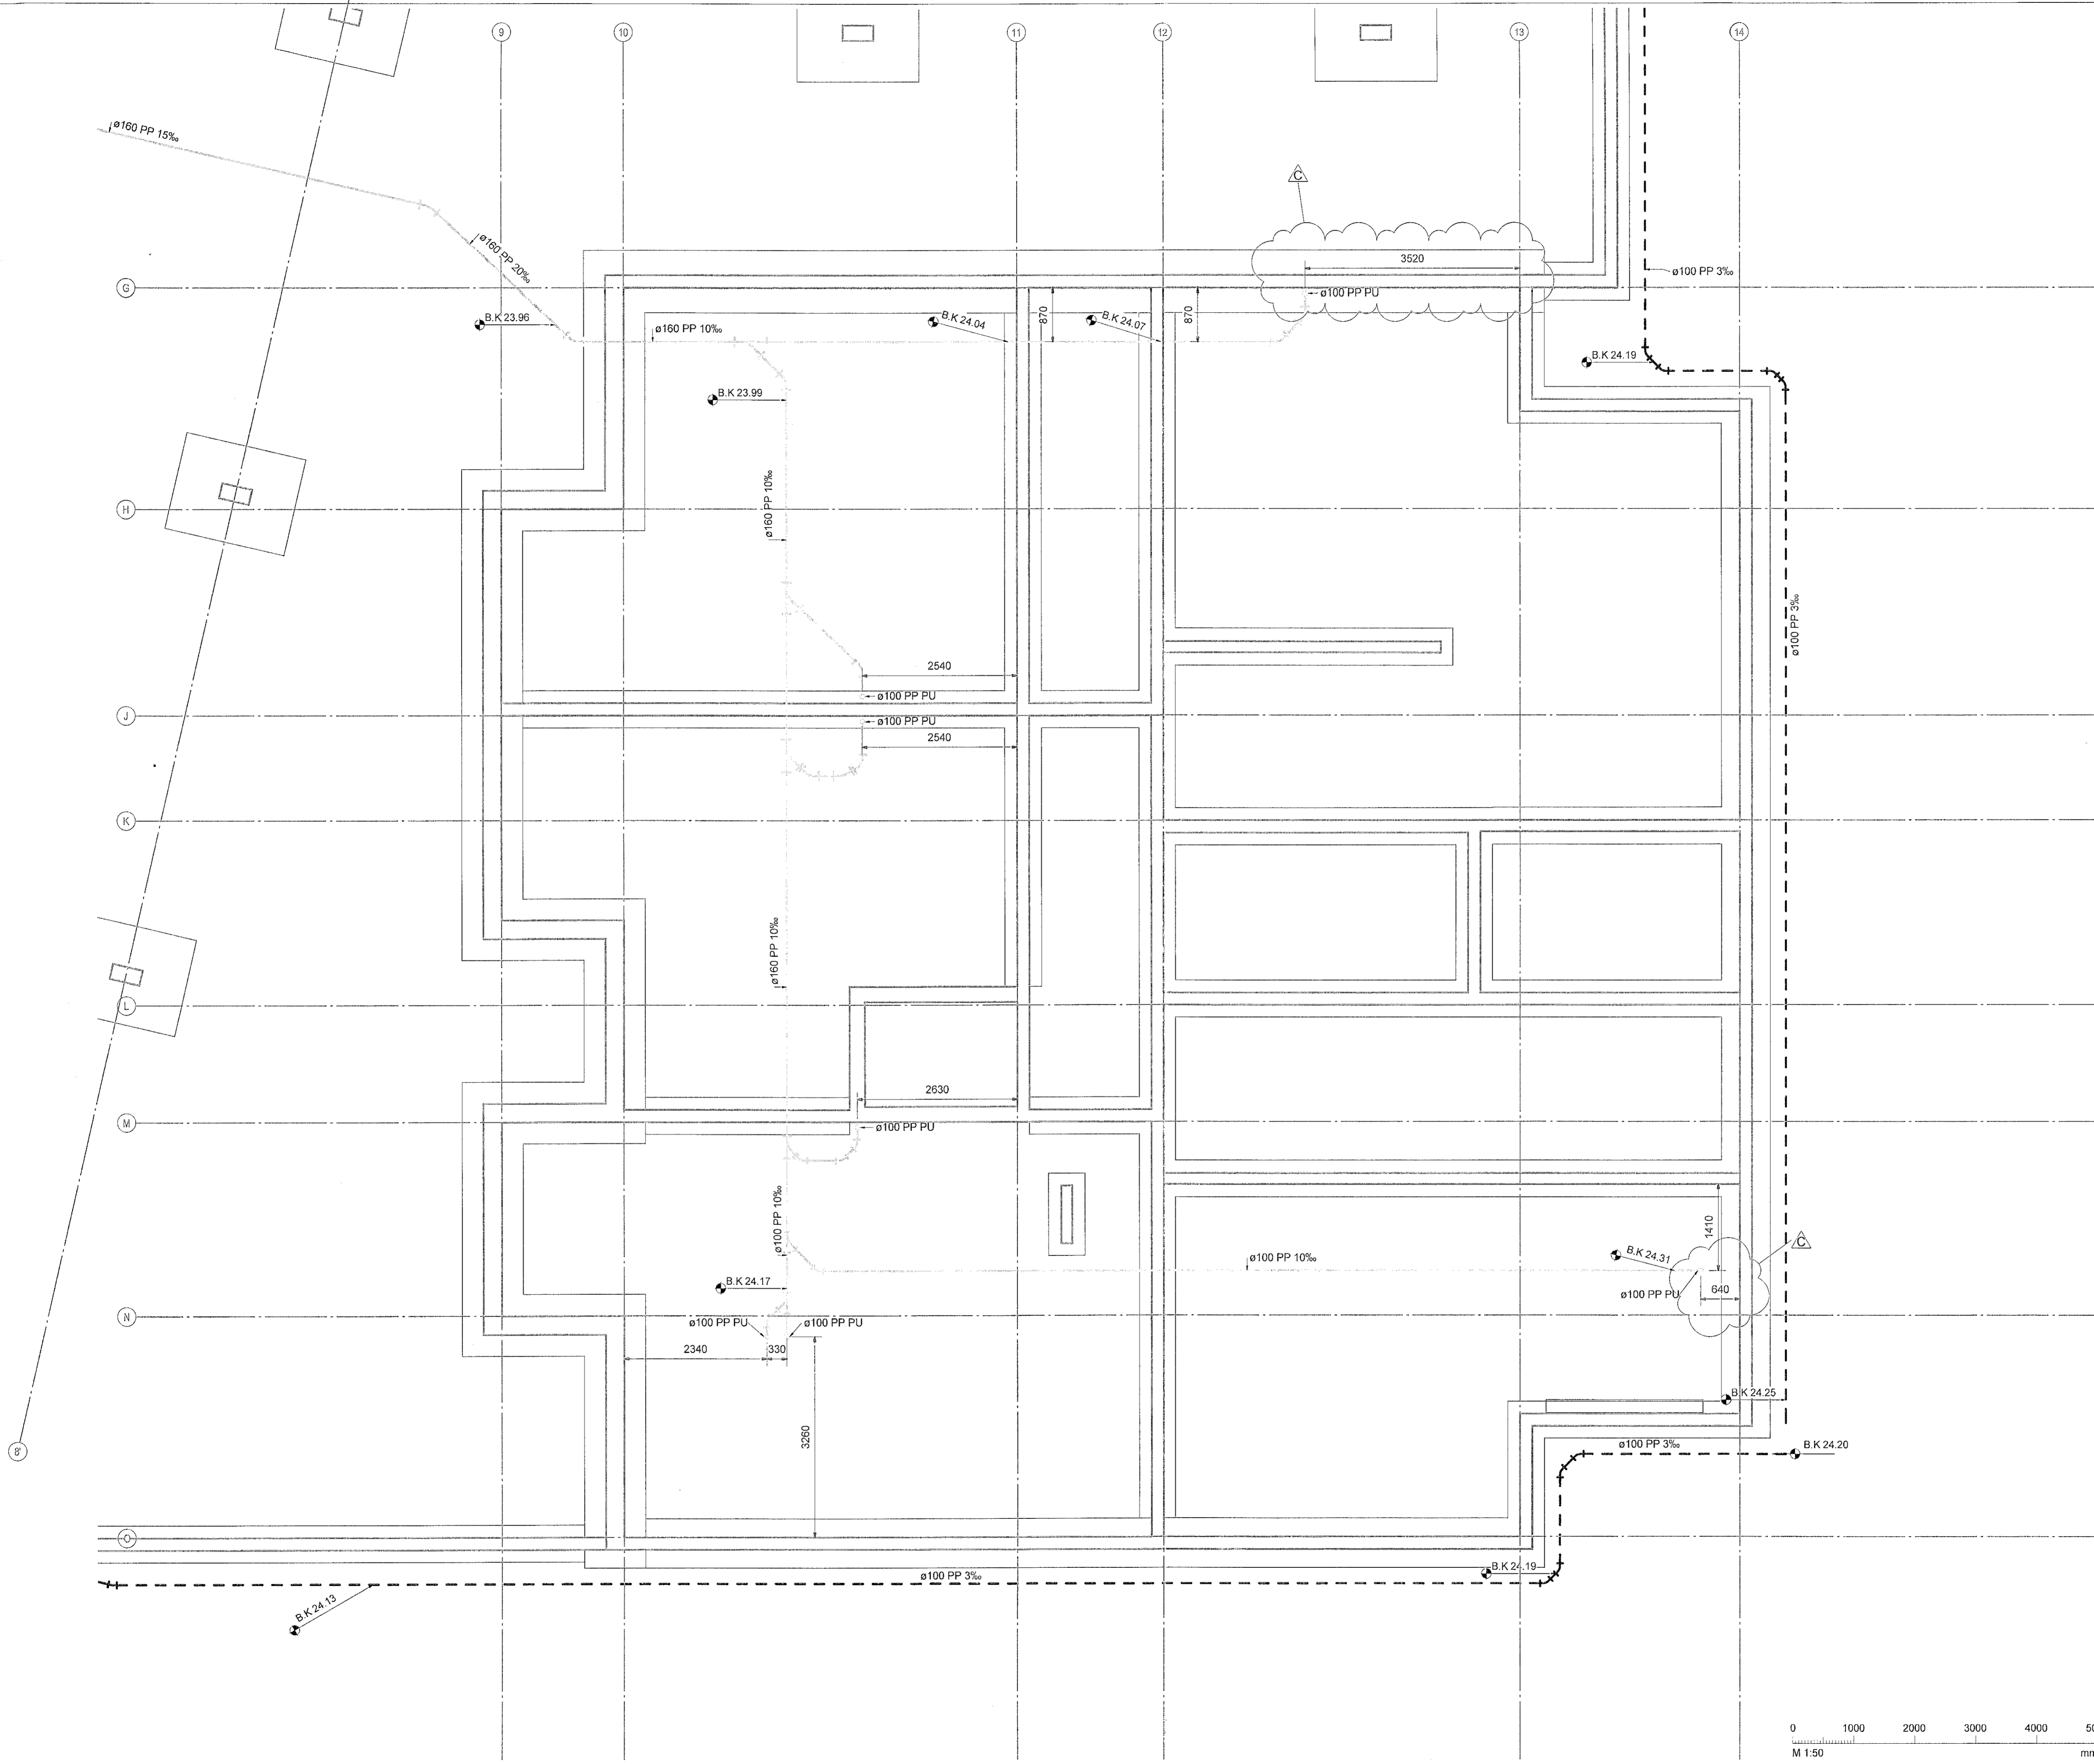 9
10
11
12
13
14
ø160 PP 15‰
C
ø160 PP 20‰
3520
ø100 PP 3‰
G
ø100 PP PU
B.K 23.96
ø160 PP 10‰
B.K 24.04
870
B.K 24.07
870
B.K 24.19
B.K 23.99
ø160 PP 10‰
H
ø100 PP 3‰
2540
ø100 PP PU
J
ø100 PP PU
2540
K
ø160 PP 10‰
L
2630
M
ø100 PP PU
ø100 PP 10‰
1410
C
ø100 PP 10‰
B.K 24.31
B.K 24.17
640
ø100 PP PU
N
ø100 PP PU
ø100 PP PU
2340
330
B.K 24.25
3260
ø100 PP 3‰
B.K 24.20
8'
O
B.K 24.19
ø100 PP 3‰
B.K 24.13
0 1000 2000 3000 4000
M 1:50